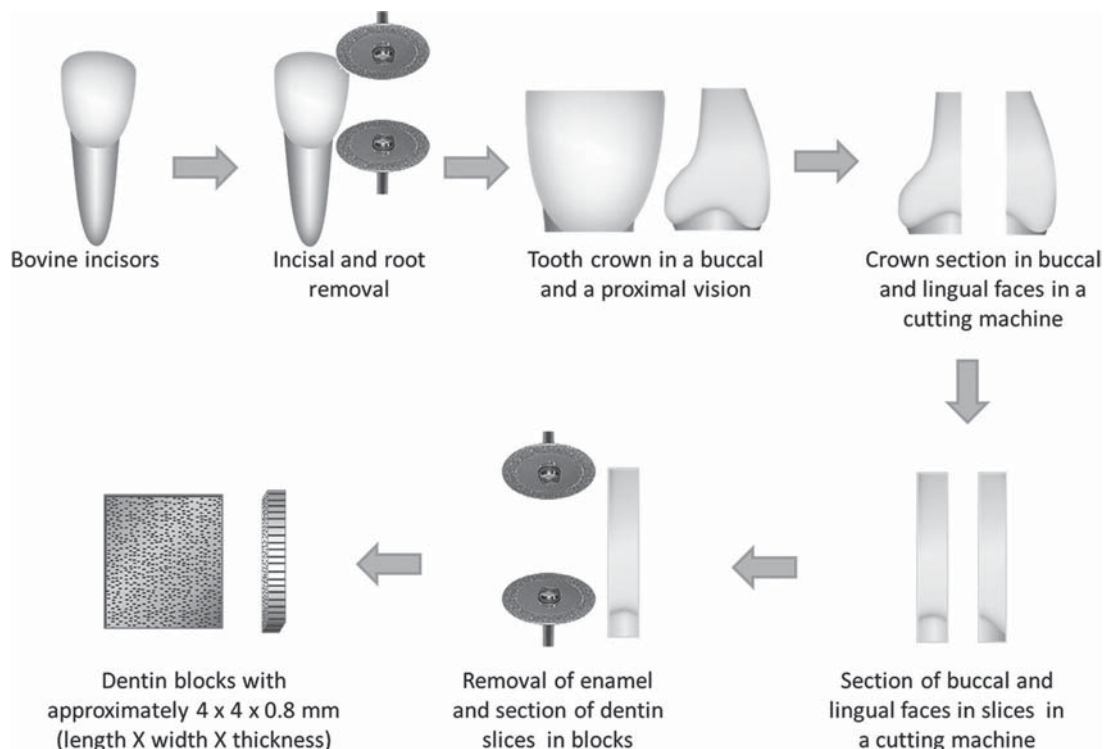 Bovine incisors
Incisal and root
removal
Tooth crown in a buccal
and a proximal vision
Crown section in buccal
and lingual faces in a
cutting machine
Section of buccal and
lingual faces in slices in
a cutting machine
Removal of enamel
and section of dentin
slices in blocks
Dentin blocks with
approximately 4 x 4 x 0.8 mm
(length X width X thickness)